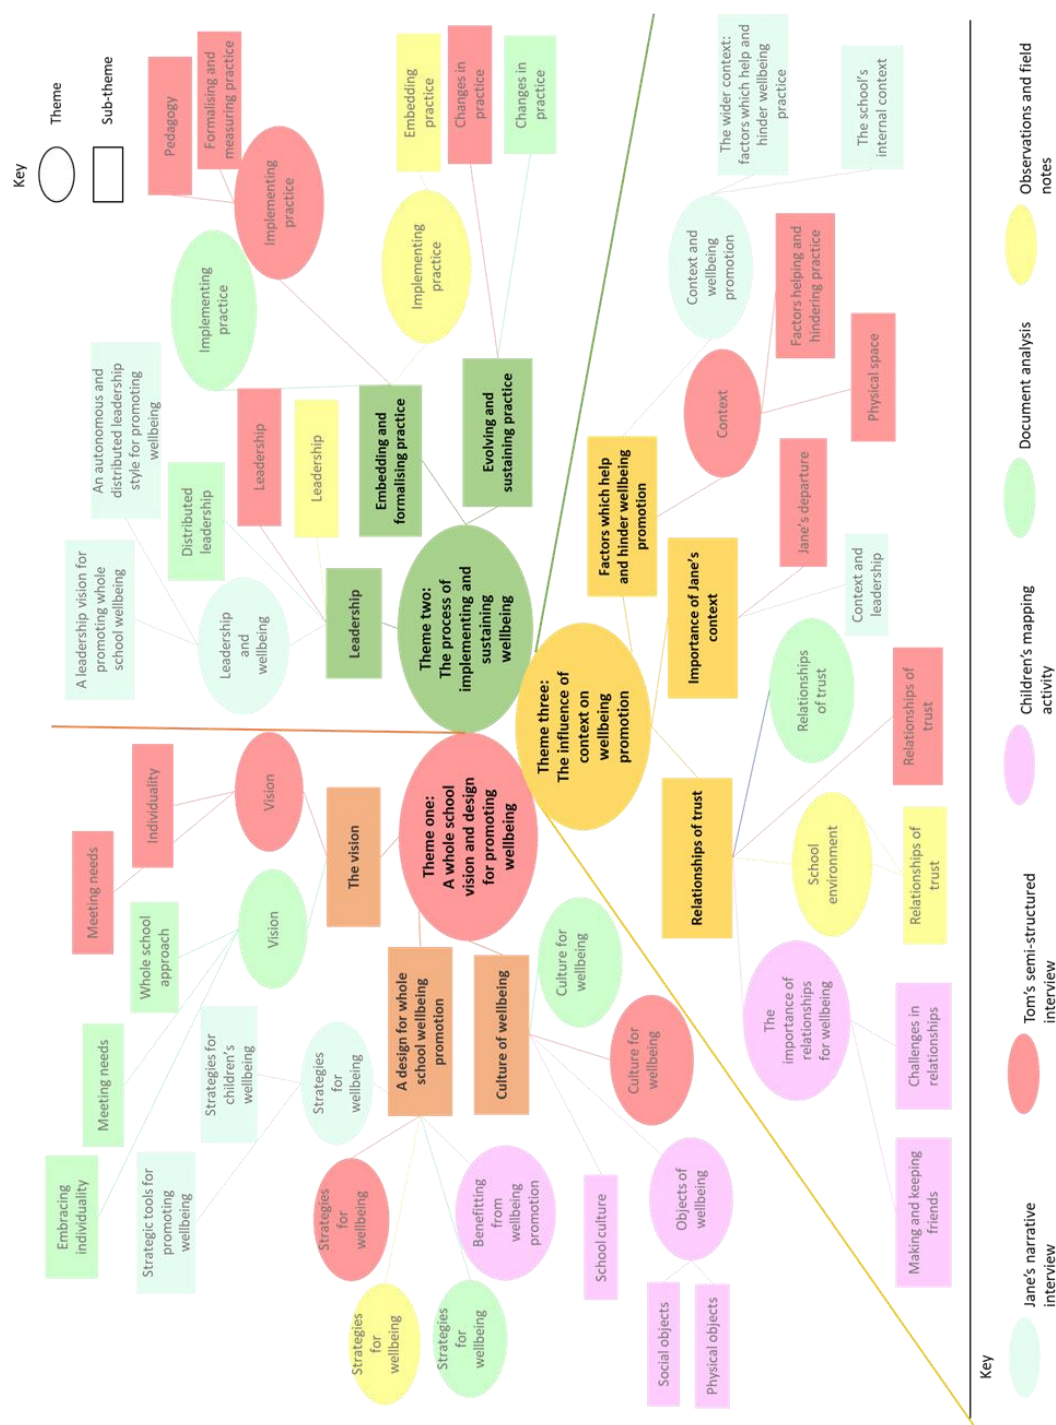 Key
Theme
Sub-theme
Embracing
individuality
Meeting needs
Whole school
approach
Meeting needs
Individuality
Vision
Vision
Strategic tools for
promoting
wellbeing
Strategies for
children's
wellbeing
Strategies
for
wellbeing
The vision
Strategies
for
wellbeing
Strategies
for
wellbeing
Strategies
for
wellbeing
Benefitting
from
wellbeing
promotion
A design for whole
school wellbeing
promotion
Theme one:
A whole school
vision and design
for promoting
wellbeing
Culture of wellbeing
Culture for
wellbeing
Culture for
wellbeing
School culture
Objects of
wellbeing
Social objects
Physical objects
A leadership vision for
promoting whole
school wellbeing
An autonomous and
distributed leadership
style for promoting
wellbeing
Leadership
and
wellbeing
Distributed
leadership
Leadership
Leadership
Leadership
Theme two:
The process of
implementing and
sustaining
wellbeing
Embedding and
formalising practice
Evolving and
sustaining practice
Implementing
practice
Implementing
practice
Pedagogy
Formalising and
measuring practice
Implementing
practice
Embedding
practice
Changes in
practice
Changes in
practice
Theme three:
The influence of
context on
wellbeing
promotion
Factors which help
and hinder wellbeing
promotion
Context
Context and
wellbeing
promotion
The wider context:
factors which help and
hinder wellbeing
practice
The school's
internal context
Factors helping and
hindering practice
Physical space
Importance of Jane's
context
Jane's departure
Context and
leadership
Relationships of trust
Relationships
of trust
Relationships of
trust
School
environment
Relationships of
trust
The
importance of
relationships
for wellbeing
Challenges in
relationships
Making and keeping
friends
Key
Jane's narrative
interview
Tom's semi-structured
interview
Children's mapping
activity
Document analysis
Observations and field
notes